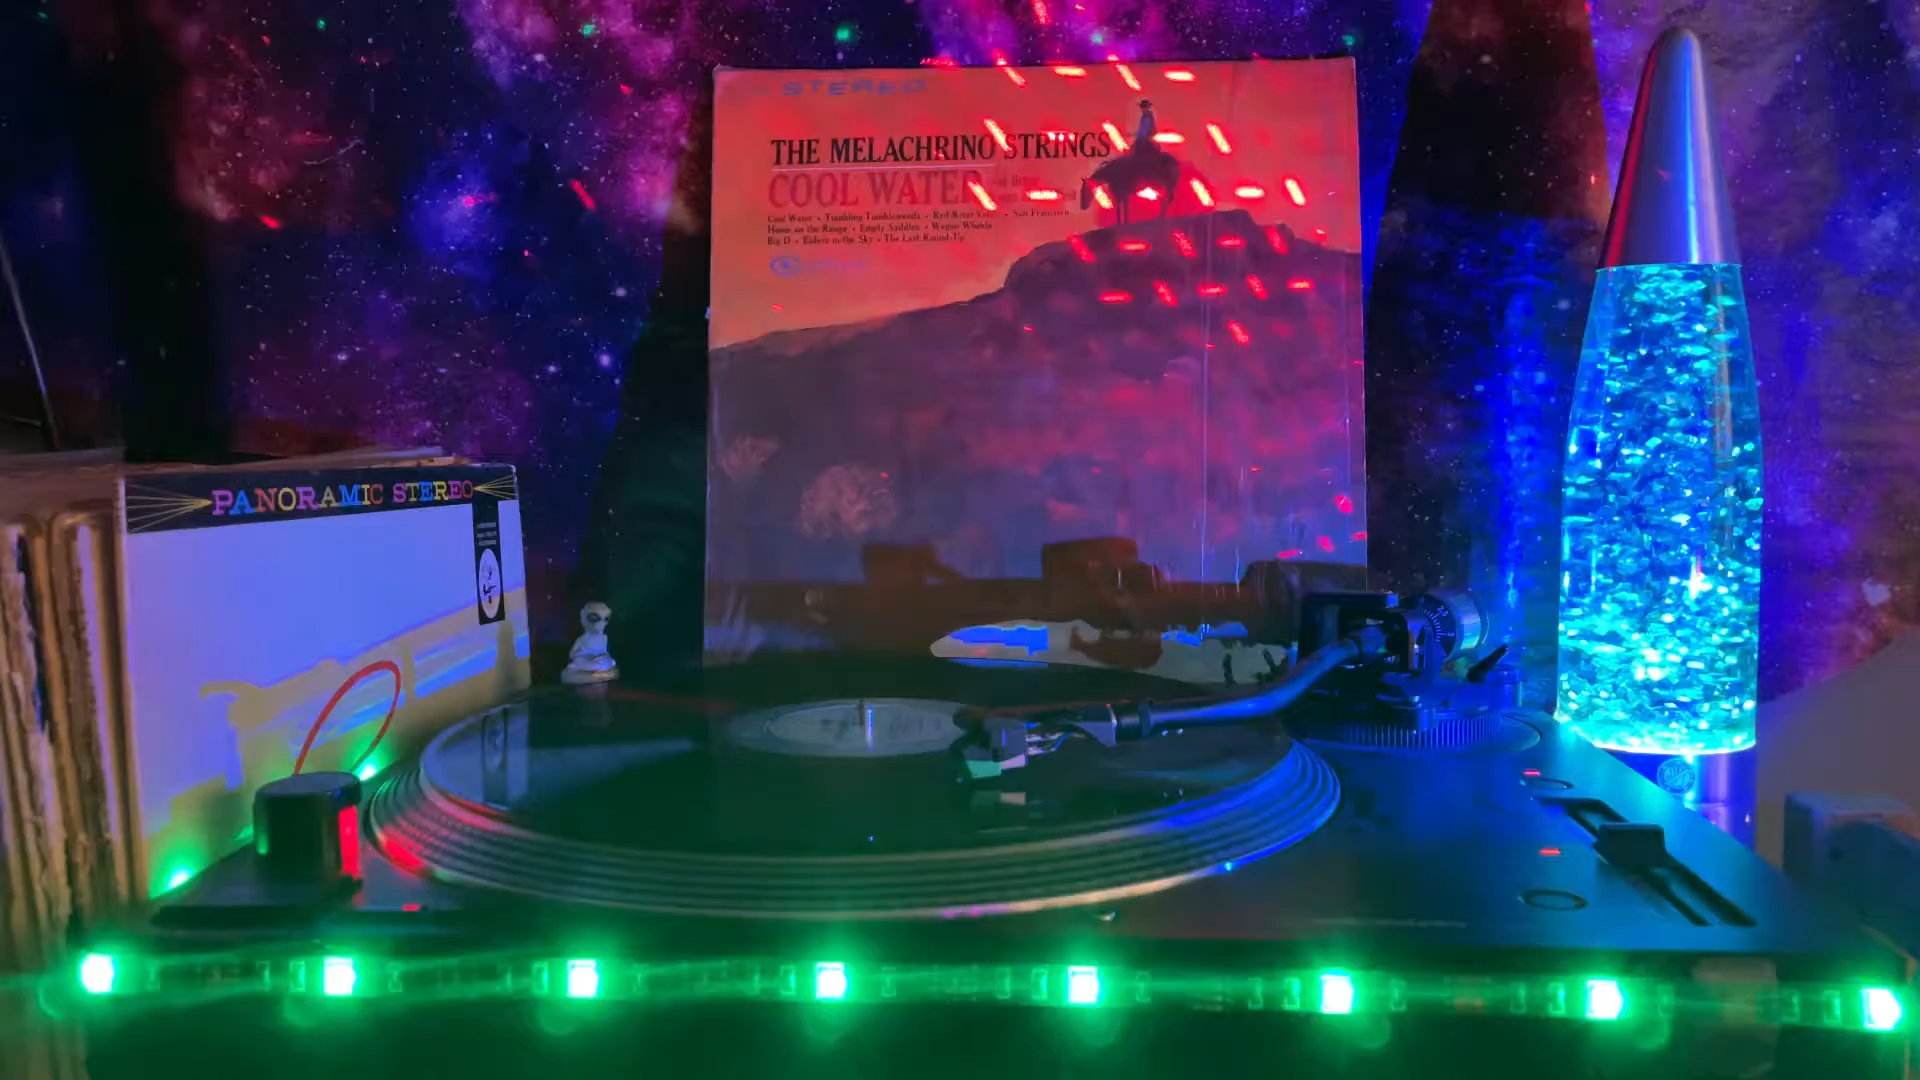 STEREO
THE MELACHRINO STRINGS
COOL WATER
Cool Water • Tumbling Tumbleweeds • Red River • San Francisco
Home on the Range • Empty Saddles • Wagon Wheels
Big D • Riders in the Sky • The Last Round-Up
PANORAMIC STEREO